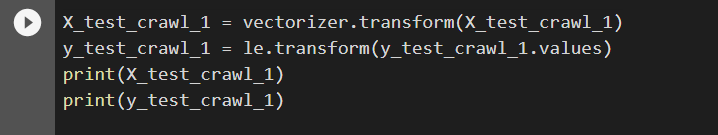 X_test_crawl_1 = vectorizer.transform(X_test_crawl_1)
y_test_crawl_1 = le.transform(y_test_crawl_1.values)
print(X_test_crawl_1)
print(y_test_crawl_1)